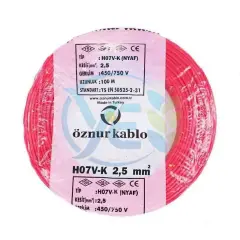 TİP :H07V-K (NYAF)
KESİT(mm²) : 2,5
GERİLİM : 450/750 V
UZUNLUK : 100 M
STANDART : TS EN 50525-2-31
www.oznurkablo.com.tr
Made in Turkey
öznur kablo
H07V-K 2,5 mm²
TİP :H07V-K (NYAF)
KESİT(mm²) : 2,5
GERİLİM : 450/750 V